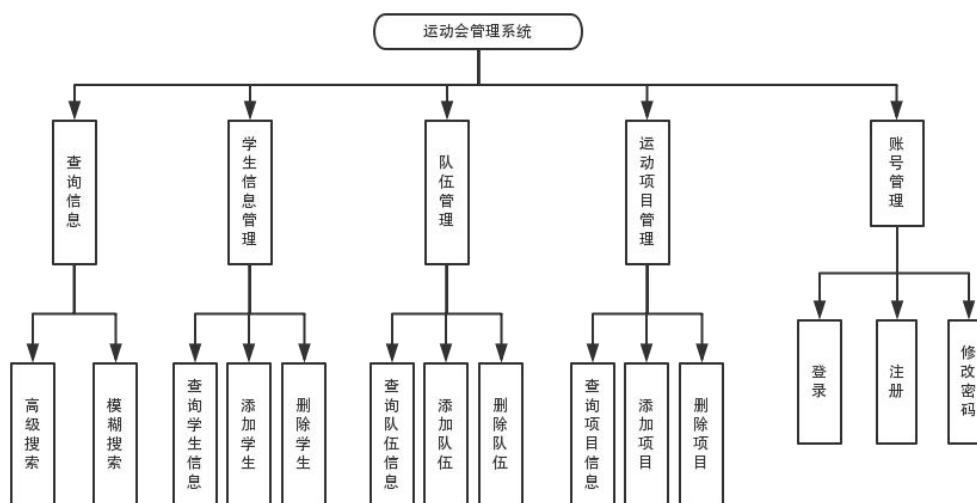 运动会管理系统
查询信息
学生信息管理
队伍管理
运动项目管理
账号管理
高级搜索
模糊搜索
查询学生信息
添加学生
删除学生
查询队伍信息
添加队伍
删除队伍
查询项目信息
添加项目
删除项目
登录
注册
修改密码